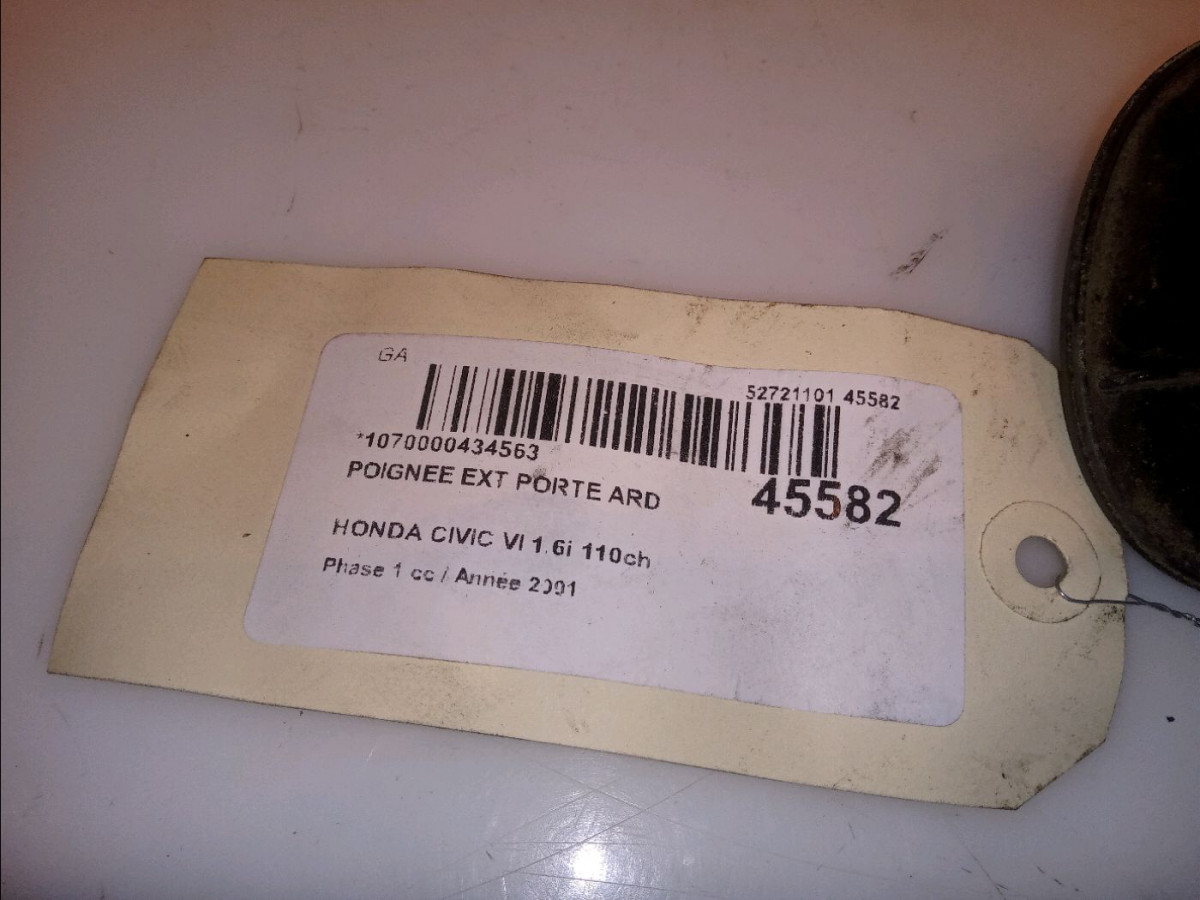 GA
52721101 45582
*1070000434563
POIGNEE EXT PORTE ARD
45582
HONDA CIVIC VI 1.6i 110ch
Phase 1 cc / Année 2001